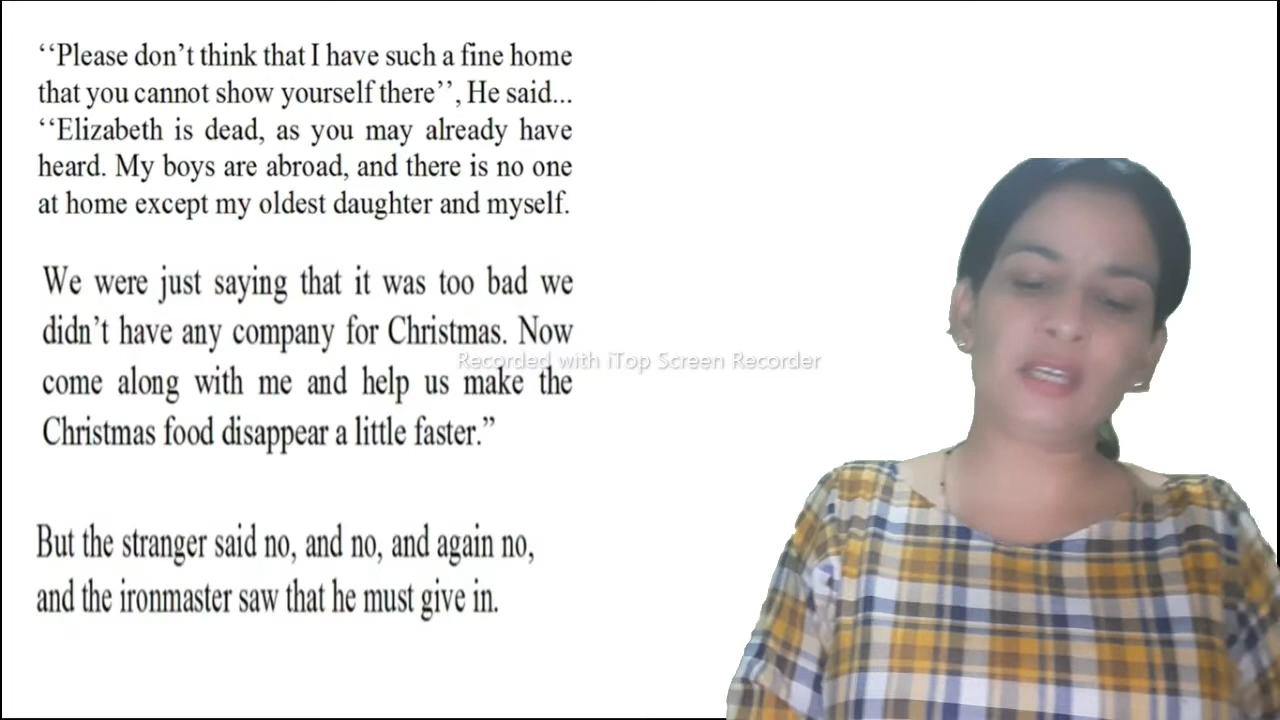 ‘‘Please don’t think that I have such a fine home
that you cannot show yourself there’’, He said...
‘‘Elizabeth is dead, as you may already have
heard. My boys are abroad, and there is no one
at home except my oldest daughter and myself.
We were just saying that it was too bad we
didn’t have any company for Christmas. Now
come along with me and help us make the
Christmas food disappear a little faster.”
Recorded with iTop Screen Recorder
But the stranger said no, and no, and again no,
and the ironmaster saw that he must give in.